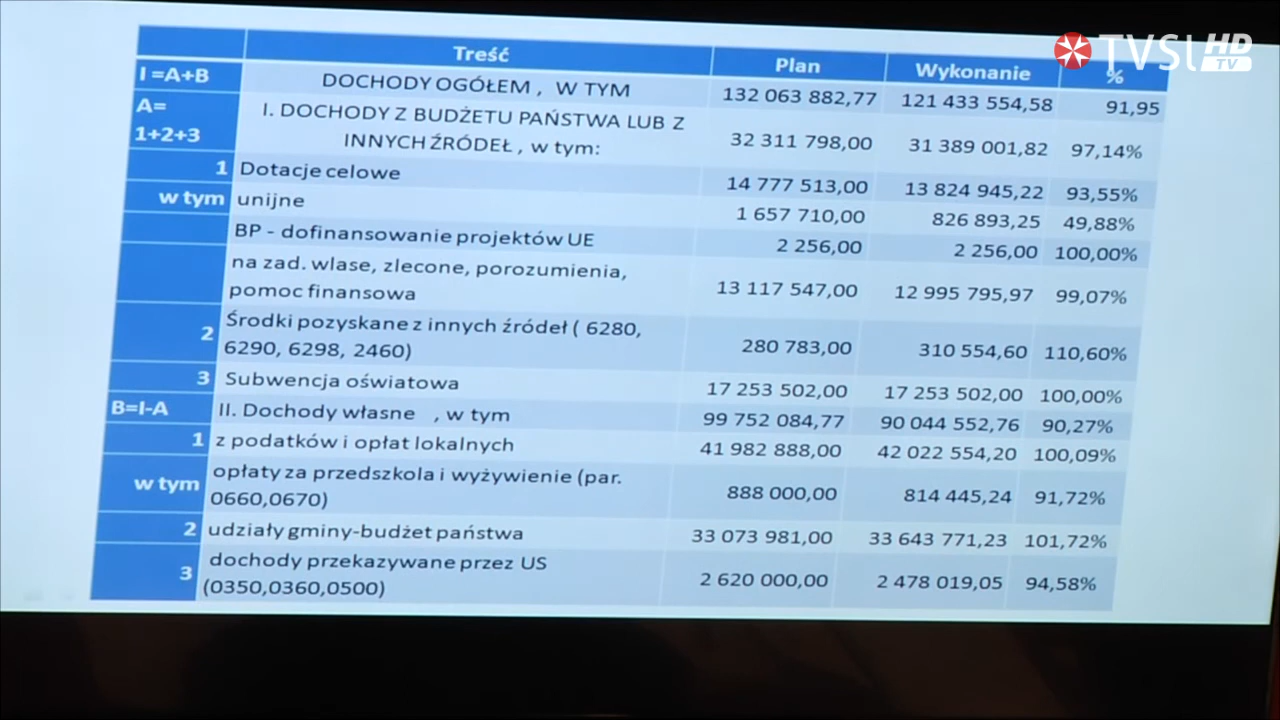 TVSL HD TV
Treść Plan Wykonanie %
I =A+B DOCHODY OGÓŁEM , W TYM 132 063 882,77 121 433 554,58 91,95
A= 1+2+3 I. DOCHODY Z BUDŻETU PAŃSTWA LUB Z
INNYCH ŹRÓDEŁ , w tym: 32 311 798,00 31 389 001,82 97,14%
1 Dotacje celowe 14 777 513,00 13 824 945,22 93,55%
w tym unijne 1 657 710,00 826 893,25 49,88%
BP - dofinansowanie projektów UE 2 256,00 2 256,00 100,00%
na zad. wlase, zlecone, porozumienia,
pomoc finansowa 13 117 547,00 12 995 795,97 99,07%
2 Środki pozyskane z innych źródeł ( 6280,
6290, 6298, 2460) 280 783,00 310 554,60 110,60%
3 Subwencja oświatowa 17 253 502,00 17 253 502,00 100,00%
B=I-A II. Dochody własne , w tym 99 752 084,77 90 044 552,76 90,27%
1 z podatków i opłat lokalnych 41 982 888,00 42 022 554,20 100,09%
w tym opłaty za przedszkola i wyżywienie (par.
0660,0670) 888 000,00 814 445,24 91,72%
2 udziały gminy-budżet państwa 33 073 981,00 33 643 771,23 101,72%
3 dochody przekazywane przez US
(0350,0360,0500) 2 620 000,00 2 478 019,05 94,58%